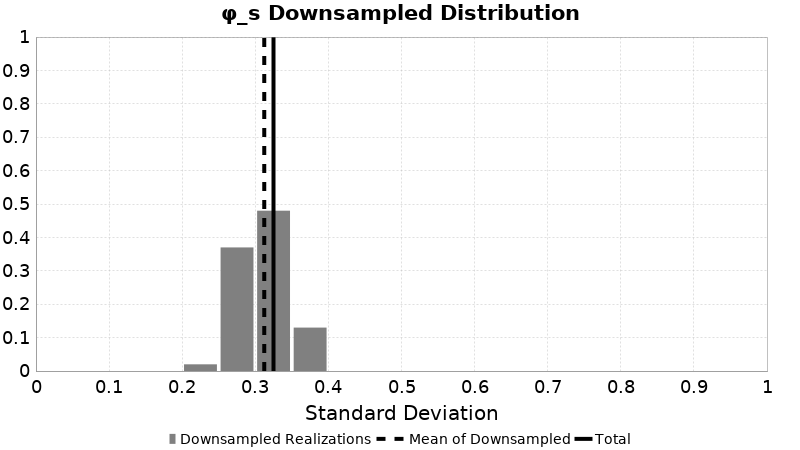 φ_s Downsampled Distribution
1
0.9
0.8
0.7
0.6
0.5
0.4
0.3
0.2
0.1
0
0 0.1 0.2 0.3 0.4 0.5 0.6 0.7 0.8 0.9 1
Standard Deviation
Downsampled Realizations Mean of Downsampled Total